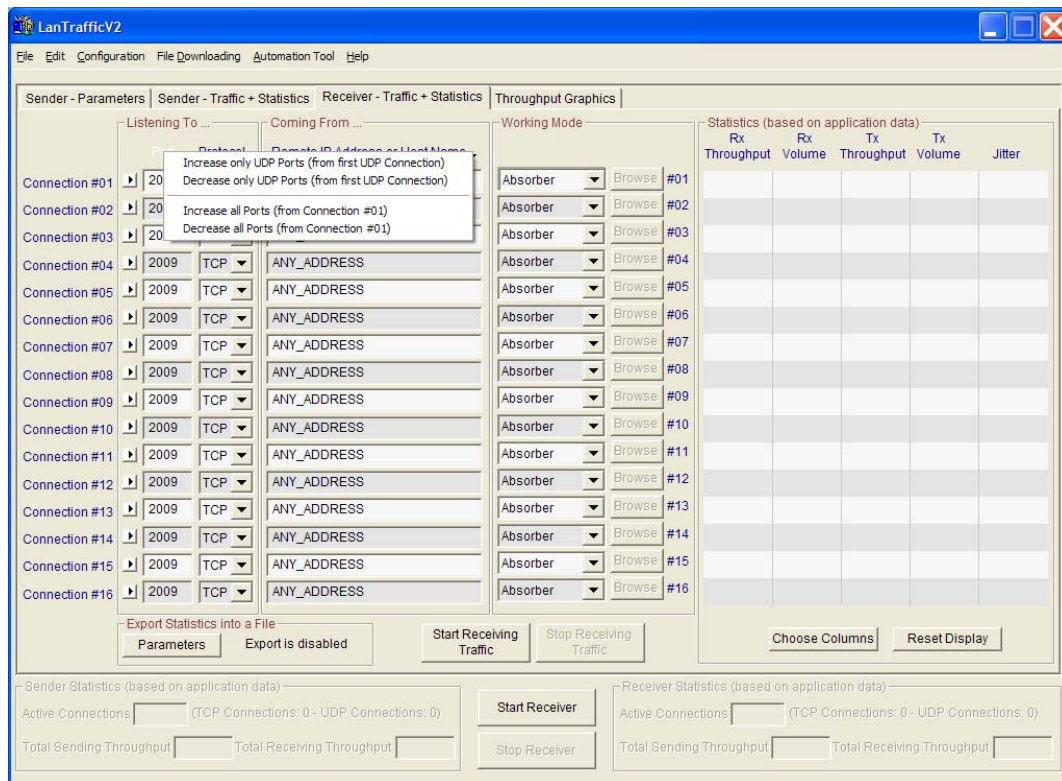 LanTrafficV2
File Edit Configuration File Downloading Automation Tool Help
Sender - Parameters Sender - Traffic + Statistics Receiver - Traffic + Statistics Throughput Graphics
Listening To ... Coming From ... Working Mode Statistics (based on application data)
Port Protocol Remote IP Address or Host Name Rx Throughput Rx Volume Tx Throughput Tx Volume Jitter
Increase only UDP Ports (from first UDP Connection)
Decrease only UDP Ports (from first UDP Connection)
Increase all Ports (from Connection #01)
Decrease all Ports (from Connection #01)
Connection #01 20 Absorber Browse #01
Connection #02 20 Absorber Browse #02
Connection #03 20 Absorber Browse #03
Connection #04 2009 TCP ANY_ADDRESS Absorber Browse #04
Connection #05 2009 TCP ANY_ADDRESS Absorber Browse #05
Connection #06 2009 TCP ANY_ADDRESS Absorber Browse #06
Connection #07 2009 TCP ANY_ADDRESS Absorber Browse #07
Connection #08 2009 TCP ANY_ADDRESS Absorber Browse #08
Connection #09 2009 TCP ANY_ADDRESS Absorber Browse #09
Connection #10 2009 TCP ANY_ADDRESS Absorber Browse #10
Connection #11 2009 TCP ANY_ADDRESS Absorber Browse #11
Connection #12 2009 TCP ANY_ADDRESS Absorber Browse #12
Connection #13 2009 TCP ANY_ADDRESS Absorber Browse #13
Connection #14 2009 TCP ANY_ADDRESS Absorber Browse #14
Connection #15 2009 TCP ANY_ADDRESS Absorber Browse #15
Connection #16 2009 TCP ANY_ADDRESS Absorber Browse #16
Export Statistics into a File
Parameters Export is disabled Start Receiving Traffic Stop Receiving Traffic Choose Columns Reset Display
Sender Statistics (based on application data) Receiver Statistics (based on application data)
Active Connections (TCP Connections: 0 - UDP Connections: 0) Start Receiver Active Connections (TCP Connections: 0 - UDP Connections: 0)
Total Sending Throughput Total Receiving Throughput Stop Receiver Total Sending Throughput Total Receiving Throughput